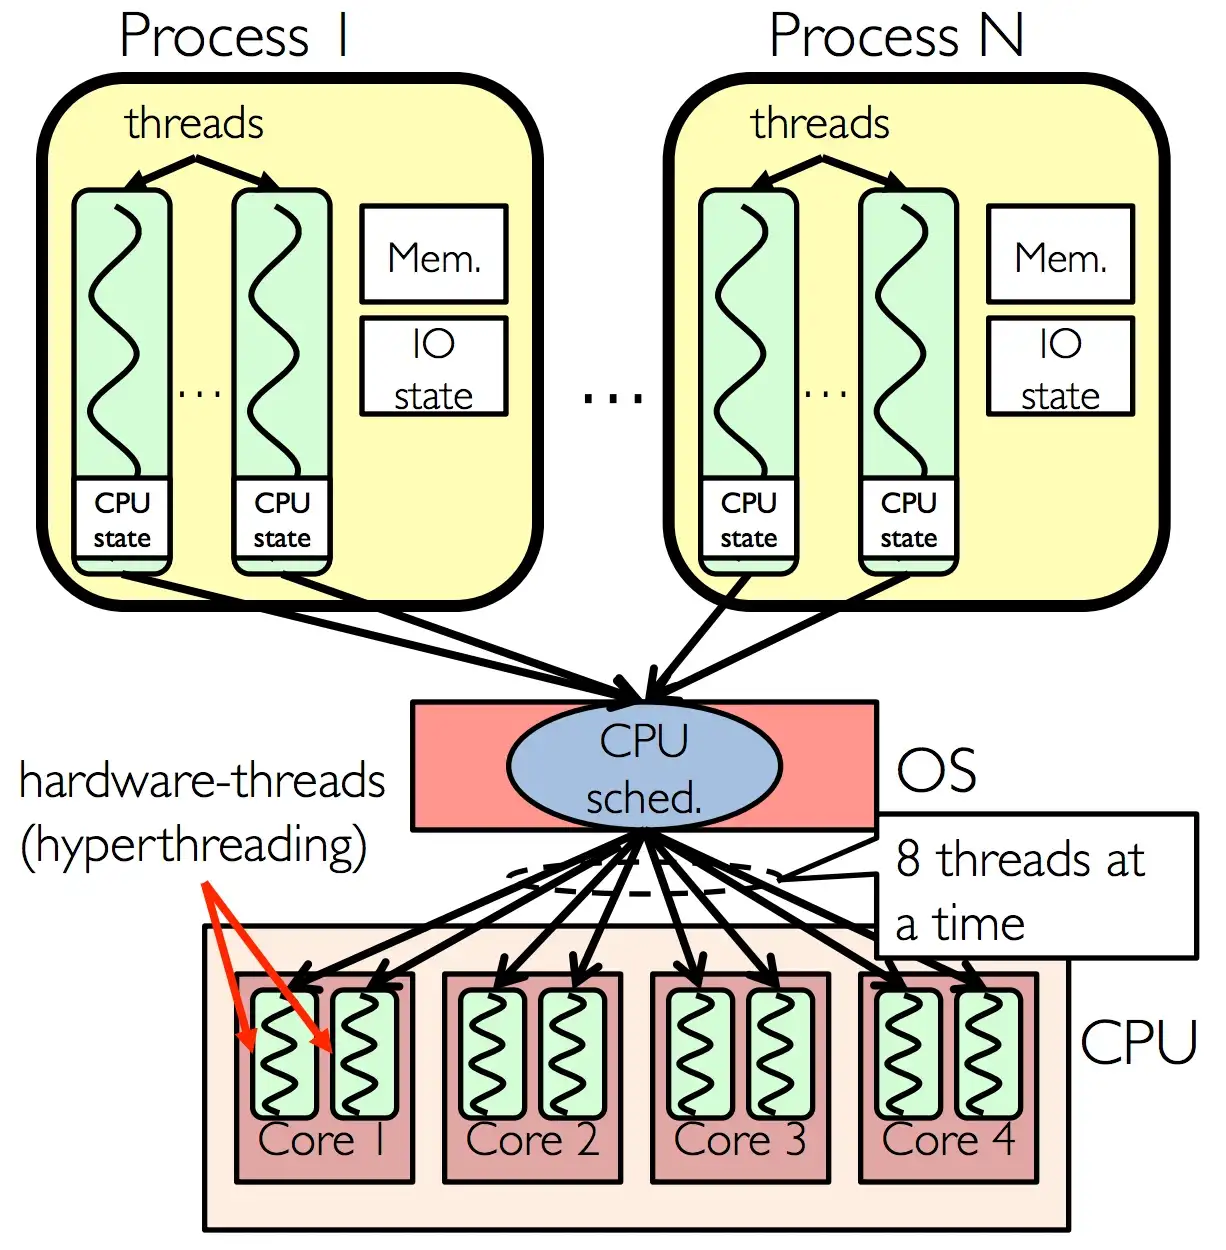 Process 1
Process N
threads
threads
Mem.
IO
state
...
CPU
state
CPU
state
...
Mem.
IO
state
...
CPU
state
CPU
state
CPU
sched.
OS
hardware-threads
(hyperthreading)
8 threads at
a time
Core 1
Core 2
Core 3
Core 4
CPU